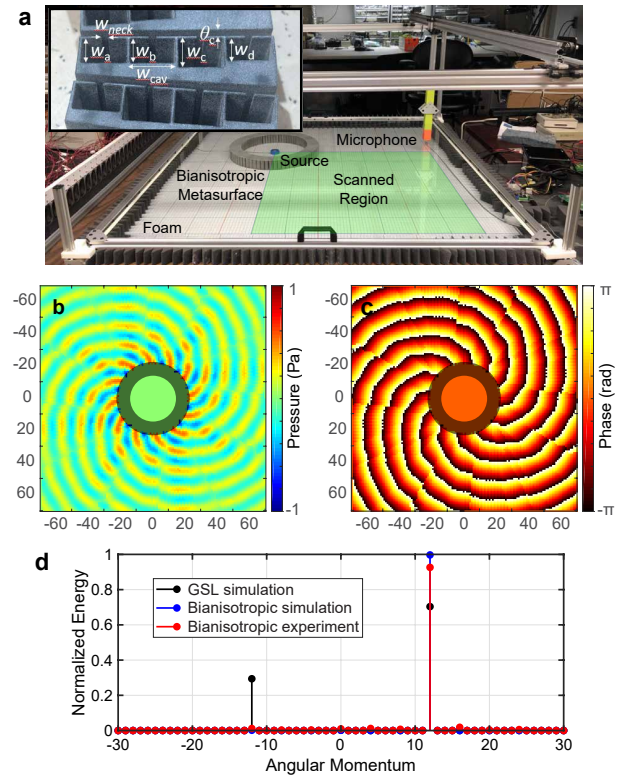 a
w_neck
θ_c
w_a w_b w_c w_d
w_cav
Microphone
Source
Bianisotropic
Metasurface
Scanned
Region
Foam
b
-60
-40
-20
0
20
40
60
-60 -40 -20 0 20 40 60
1
Pressure (Pa)
-1
c
-60
-40
-20
0
20
40
60
-60 -40 -20 0 20 40 60
π
Phase (rad)
-π
d
Normalized Energy
1
0.8
0.6
0.4
0.2
0
GSL simulation
Bianisotropic simulation
Bianisotropic experiment
-30 -20 -10 0 10 20 30
Angular Momentum